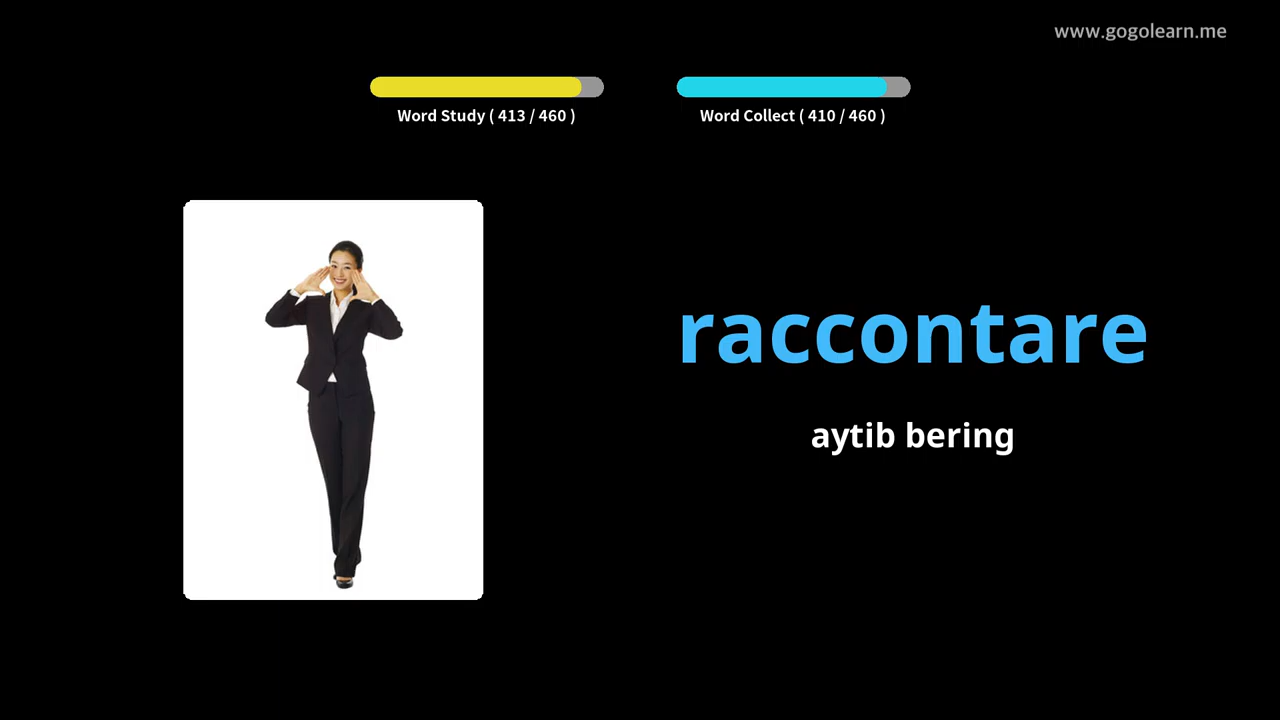 www.gogolearn.me
Word Study ( 413 / 460 )
Word Collect ( 410 / 460 )
raccontare
aytib bering